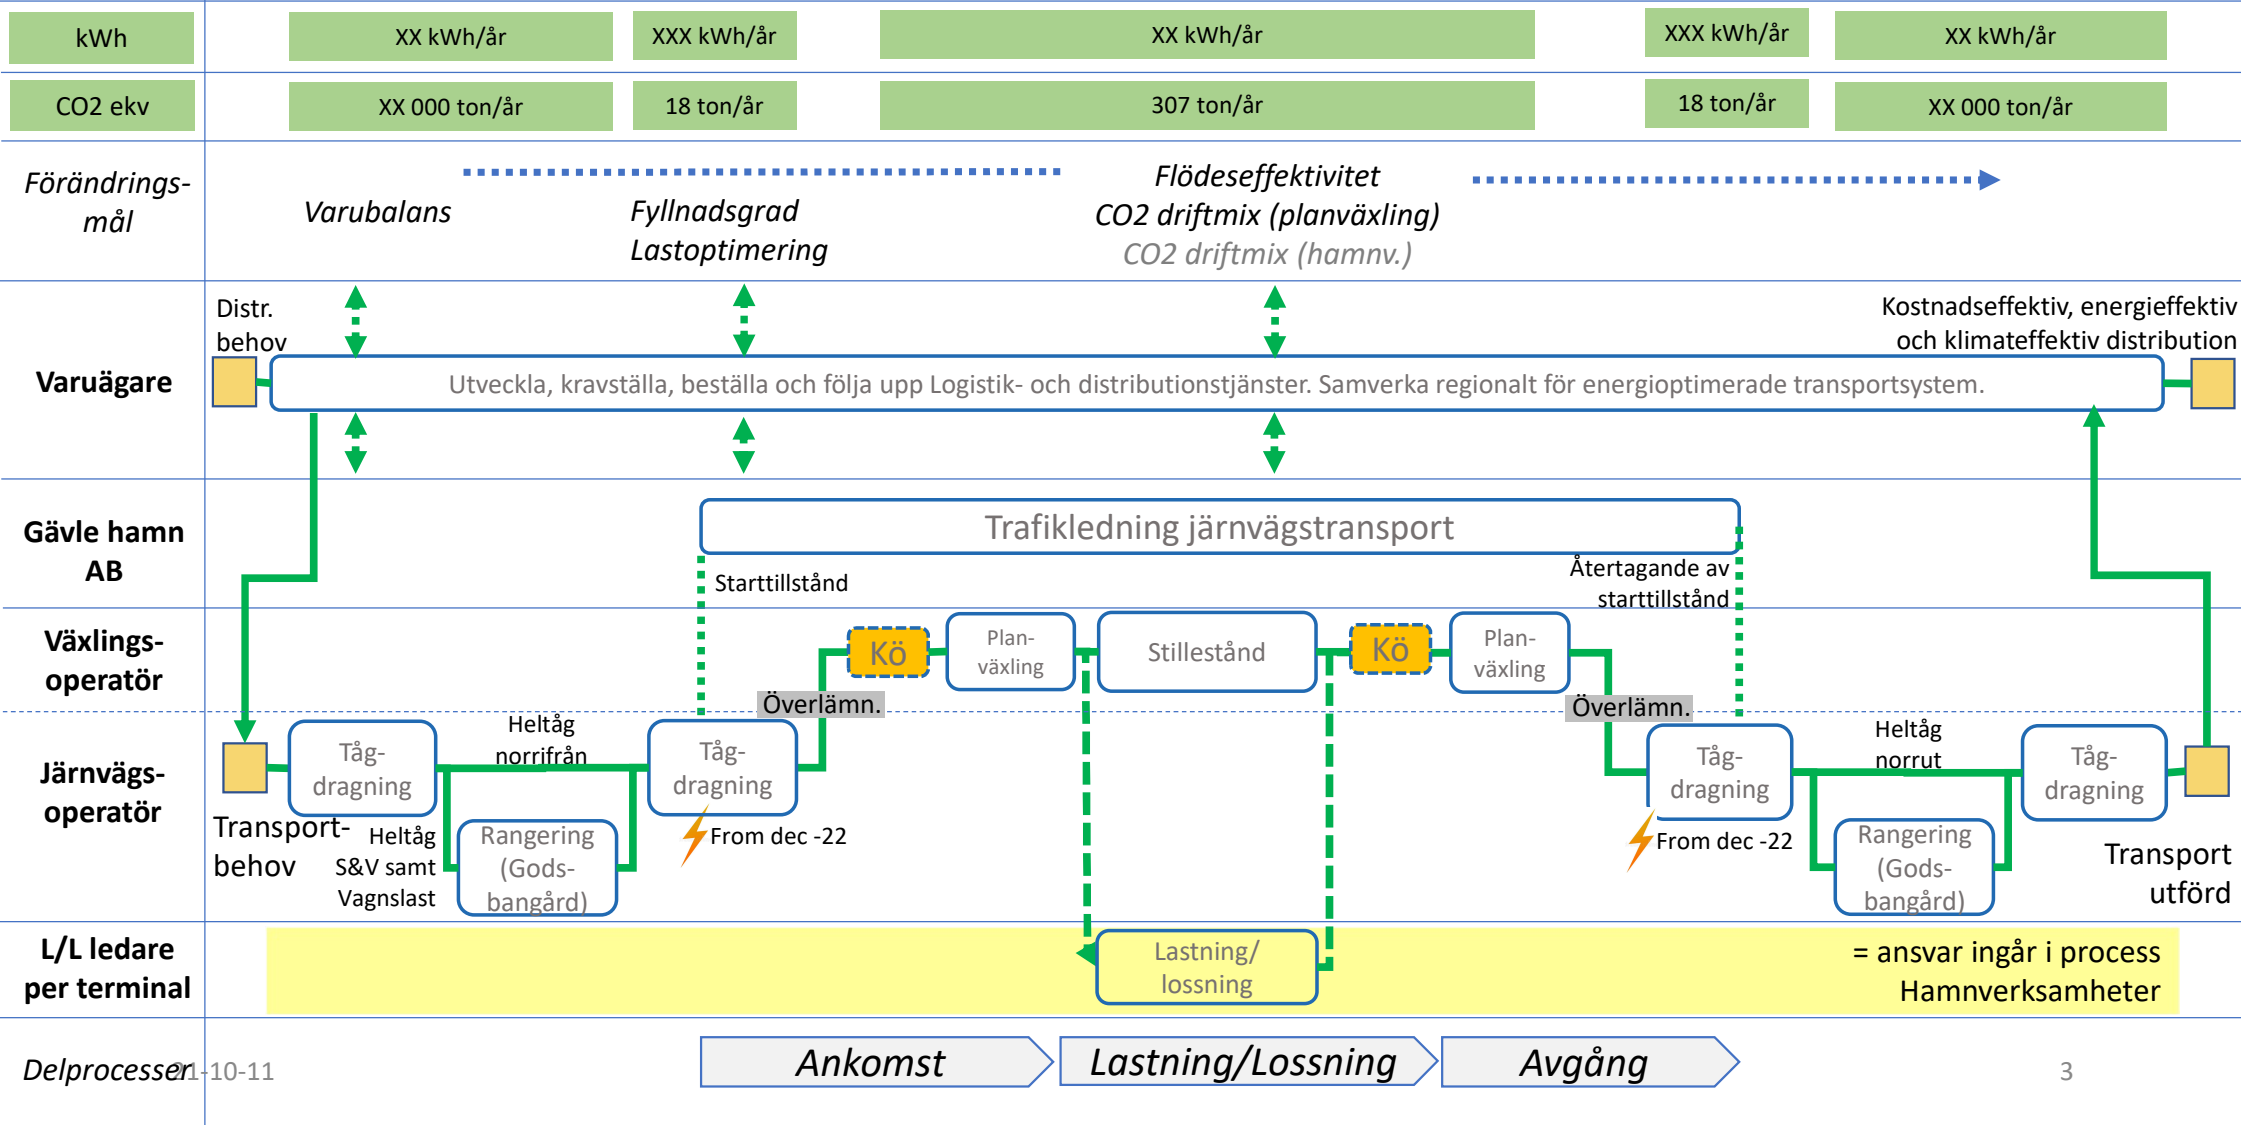 kWh
XX kWh/år
XXX kWh/år
XX kWh/år
XXX kWh/år
XX kWh/år
CO2 ekv
XX 000 ton/år
18 ton/år
307 ton/år
18 ton/år
XX 000 ton/år
Förändrings-
mål
Varubalans
Fyllnadsgrad
Lastoptimering
Flödeseffektivitet
CO2 driftmix (planväxling)
CO2 driftmix (hamnv.)
Varuägare
Distr.
behov
Kostnadseffektiv, energieffektiv
och klimateffektiv distribution
Utveckla, kravställa, beställa och följa upp Logistik- och distributionstjänster. Samverka regionalt för energioptimerade transportsystem.
Gävle hamn
AB
Trafikledning järnvägstransport
Starttillstånd
Återtagande av
starttillstånd
Växlings-
operatör
Kö
Plan-
växling
Stillestånd
Kö
Plan-
växling
Överlämn.
Överlämn.
Järnvägs-
operatör
Transport-
behov
Tåg-
dragning
Heltåg
norrifrån
Heltåg
S&V samt
Vagnslast
Rangering
(Gods-
bangård)
Tåg-
dragning
From dec -22
Tåg-
dragning
From dec -22
Heltåg
norrut
Rangering
(Gods-
bangård)
Tåg-
dragning
Transport
utförd
L/L ledare
per terminal
Lastning/
lossning
= ansvar ingår i process
Hamnverksamheter
Delprocesser
21-10-11
Ankomst
Lastning/Lossning
Avgång
3